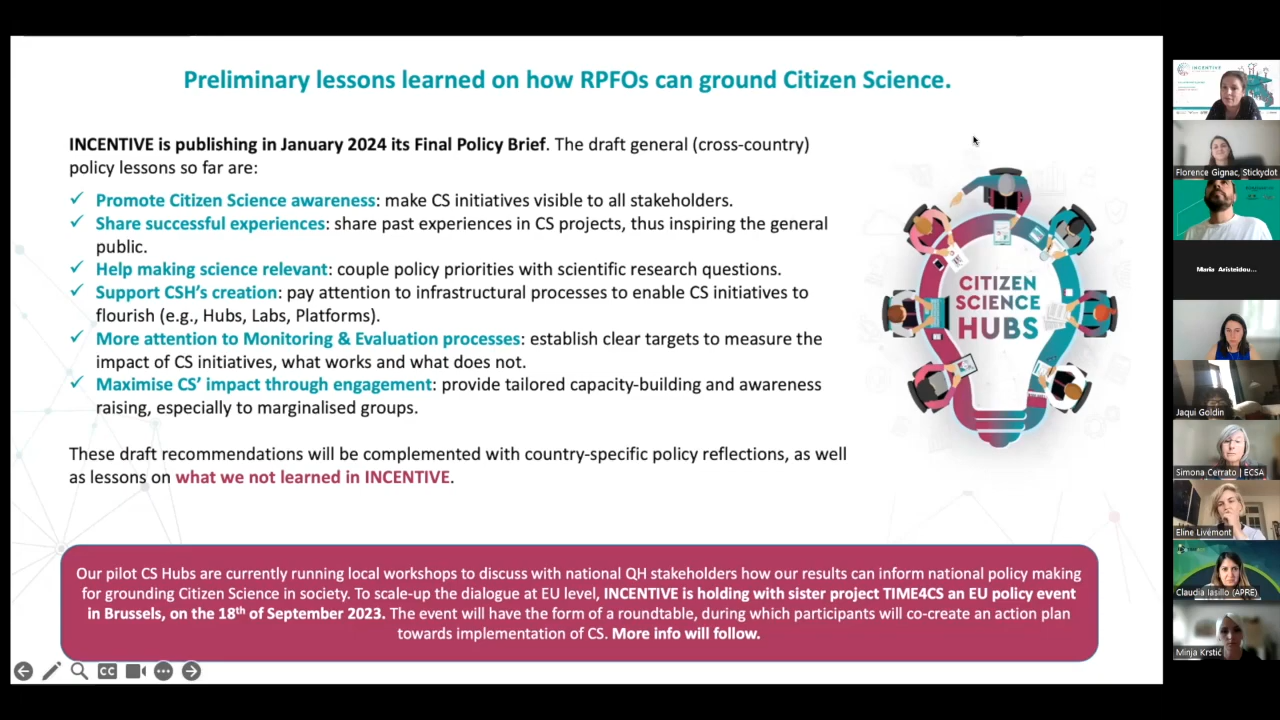 Preliminary lessons learned on how RPFOs can ground Citizen Science.
INCENTIVE is publishing in January 2024 its Final Policy Brief. The draft general (cross-country)
policy lessons so far are:
✓ Promote Citizen Science awareness: make CS initiatives visible to all stakeholders.
✓ Share successful experiences: share past experiences in CS projects, thus inspiring the general
public.
✓ Help making science relevant: couple policy priorities with scientific research questions.
✓ Support CSH’s creation: pay attention to infrastructural processes to enable CS initiatives to
flourish (e.g., Hubs, Labs, Platforms).
✓ More attention to Monitoring & Evaluation processes: establish clear targets to measure the
impact of CS initiatives, what works and what does not.
✓ Maximise CS’ impact through engagement: provide tailored capacity-building and awareness
raising, especially to marginalised groups.
These draft recommendations will be complemented with country-specific policy reflections, as well
as lessons on what we not learned in INCENTIVE.
CITIZEN
SCIENCE
HUBS
Our pilot CS Hubs are currently running local workshops to discuss with national QH stakeholders how our results can inform national policy making
for grounding Citizen Science in society. To scale-up the dialogue at EU level, INCENTIVE is holding with sister project TIME4CS an EU policy event
in Brussels, on the 18th of September 2023. The event will have the form of a roundtable, during which participants will co-create an action plan
towards implementation of CS. More info will follow.
CC
INCENTIVE
Florence Gignac, Stickydot
Maria Aristeidou...
Jaqui Goldin
Simona Cerrato | ECSA
Eline Livémont
Claudia Iasillo (APRE)
Minja Krstić